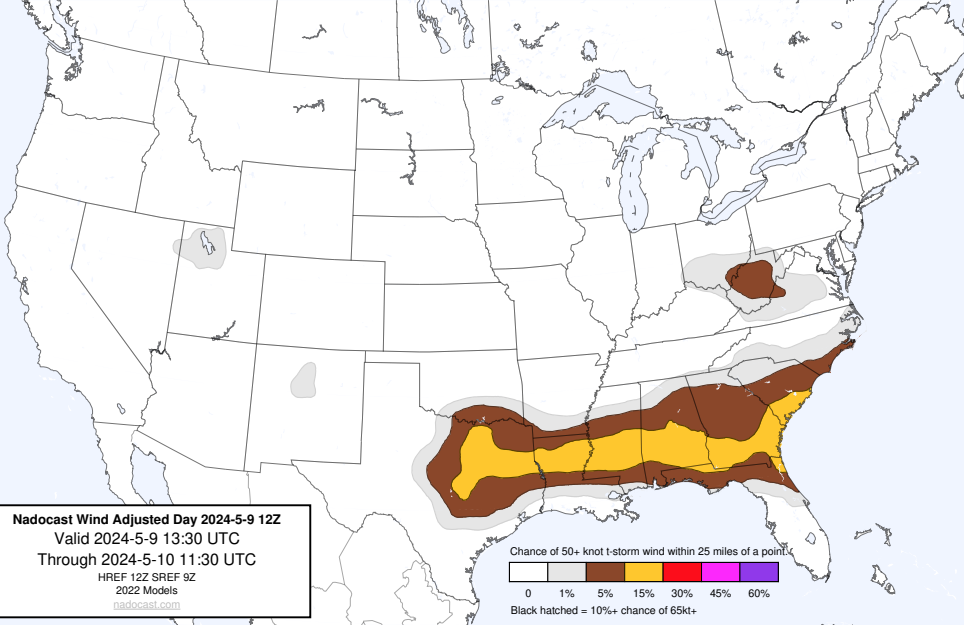 Nadocast Wind Adjusted Day 2024-5-9 12Z
Valid 2024-5-9 13:30 UTC
Through 2024-5-10 11:30 UTC
HREF 12Z SREF 9Z
2022 Models
nadocast.com
Chance of 50+ knot t-storm wind within 25 miles of a point.
0 1% 5% 15% 30% 45% 60%
Black hatched = 10%+ chance of 65kt+